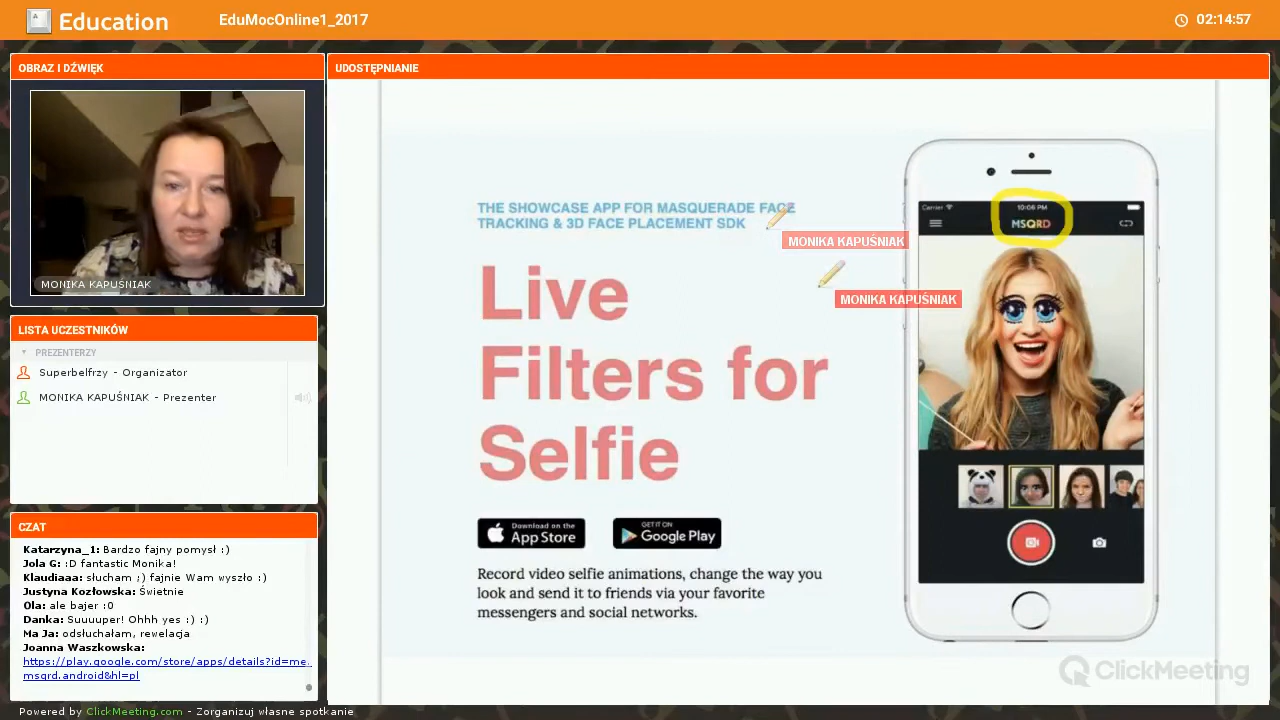 Education
EduMocOnline1_2017
02:14:57
OBRAZ I DŹWIĘK
MONIKA KAPUŚNIAK
LISTA UCZESTNIKÓW
PREZENTERZY
Superbelfrzy - Organizator
MONIKA KAPUŚNIAK - Prezenter
CZAT
Katarzyna_1: Bardzo fajny pomysł :)
Jola G: :D fantastic Monika!
Klaudiaaa: słucham ;) fajnie Wam wyszło :)
Justyna Kozłowska: Świetnie
Ola: ale bajer :0
Danka: Suuuuper! Ohhh yes :) :)
Ma Ja: odsłuchałam, rewelacja
Joanna Waszkowska:
https://play.google.com/store/apps/details?id=me.
msqrd.android&hl=pl
UDOSTĘPNIANIE
THE SHOWCASE APP FOR MASQUERADE FACE
TRACKING & 3D FACE PLACEMENT SDK
MONIKA KAPUŚNIAK
MONIKA KAPUŚNIAK
Live
Filters for
Selfie
Download on the
App Store
GET IT ON
Google Play
Record video selfie animations, change the way you
look and send it to friends via your favorite
messengers and social networks.
Carrier
10:06 PM
MSQRD
ClickMeeting
Powered by ClickMeeting.com - Zorganizuj własne spotkanie